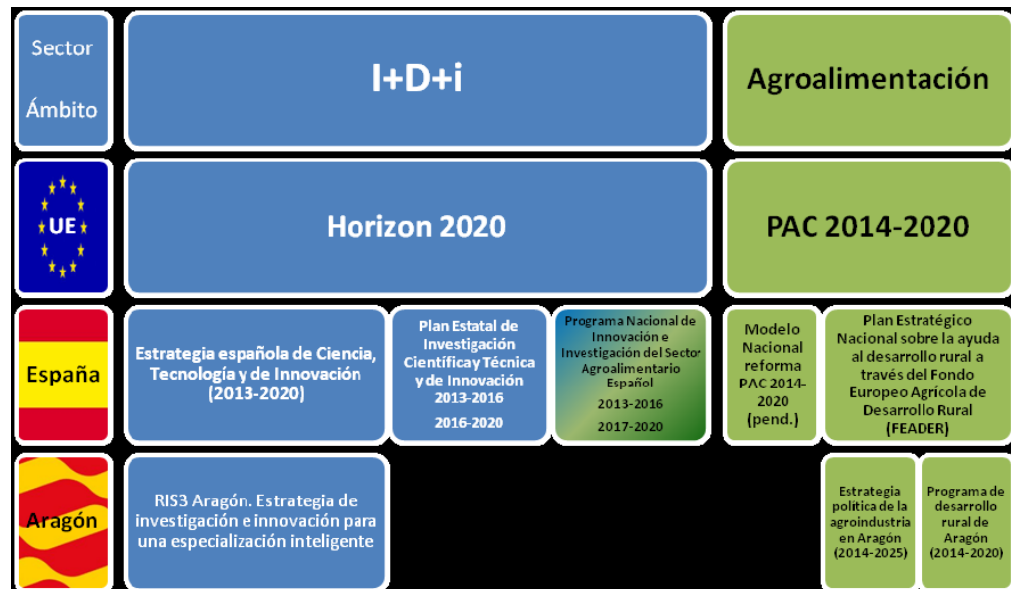 Sector
Ámbito
I+D+i
Agroalimentación
UE
Horizon 2020
PAC 2014-2020
España
Estrategia española de Ciencia,
Tecnología y de Innovación
(2013-2020)
Plan Estatal de
Investigación
Científica y Técnica
y de Innovación
2013-2016
2016-2020
Programa Nacional de
Innovación e
Investigación del Sector
Agroalimentario
Español
2013-2016
2017-2020
Modelo
Nacional
reforma
PAC 2014-
2020
(pend.)
Plan Estratégico
Nacional sobre la ayuda
al desarrollo rural a
través del Fondo
Europeo Agrícola de
Desarrollo Rural
(FEADER)
Aragón
RIS3 Aragón. Estrategia de
investigación e innovación para
una especialización inteligente
Estrategia
política de la
agroindustria
en Aragón
(2014-2025)
Programa de
desarrollo
rural de
Aragón
(2014-2020)